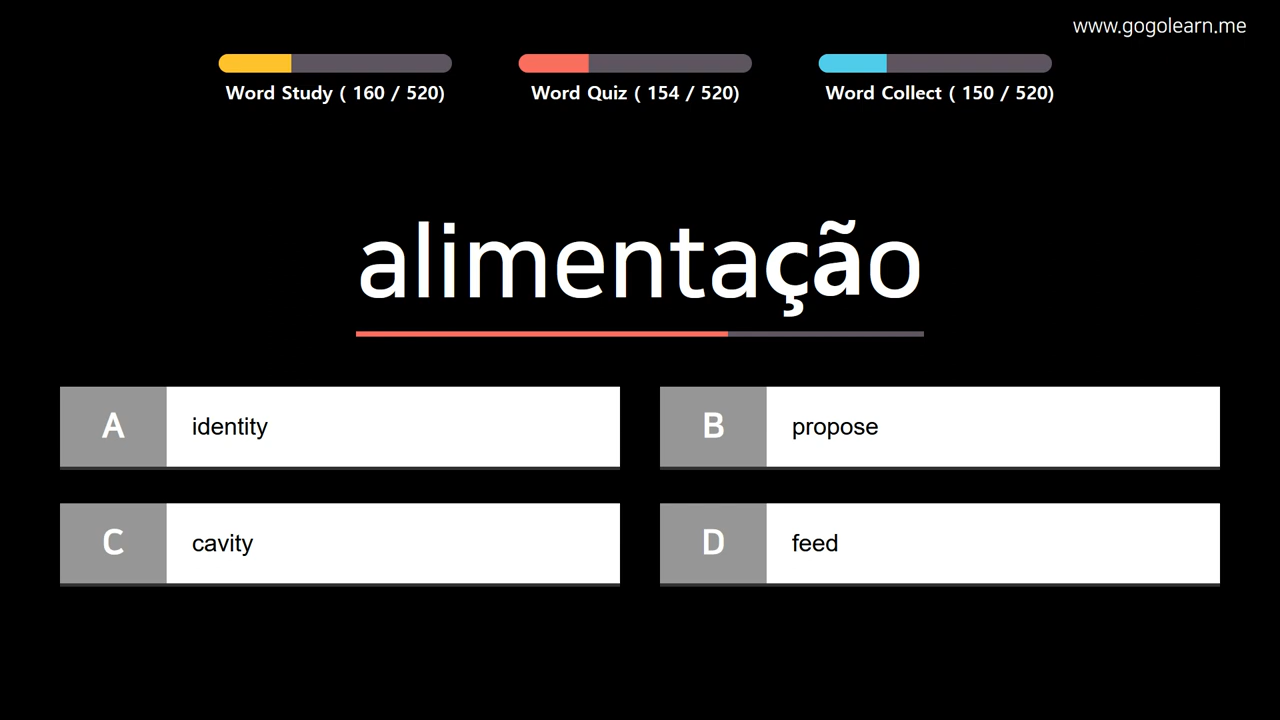 www.gogolearn.me
Word Study ( 160 / 520)
Word Quiz ( 154 / 520)
Word Collect ( 150 / 520)
alimentação
A identity
B propose
C cavity
D feed